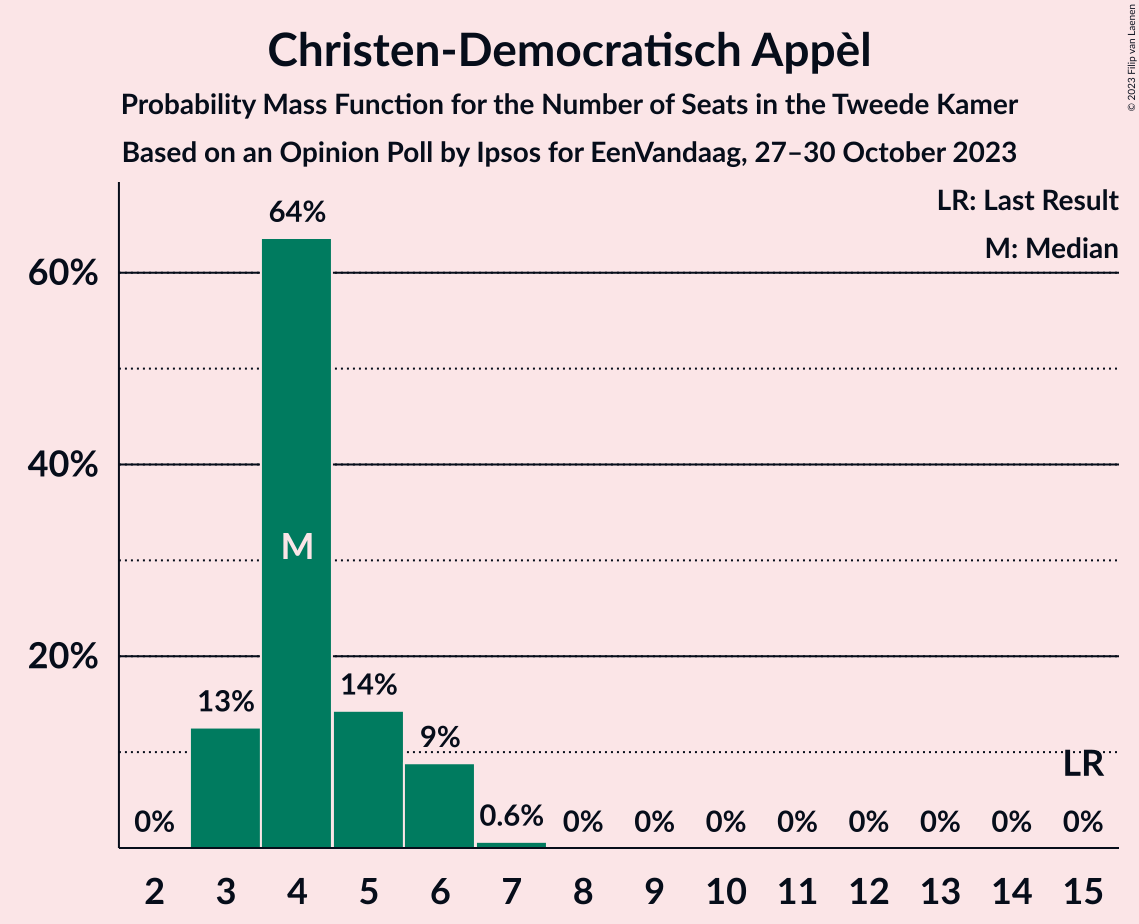 Christen-Democratisch Appèl
Probability Mass Function for the Number of Seats in the Tweede Kamer
Based on an Opinion Poll by Ipsos for EenVandaag, 27–30 October 2023
© 2023 Filip van Laenen
LR: Last Result
M: Median
64%
60%
40%
M
20%
13%
14%
9%
LR
0%
0.6%
0%
0%
0%
0%
0%
0%
0%
0%
2 3 4 5 6 7 8 9 10 11 12 13 14 15